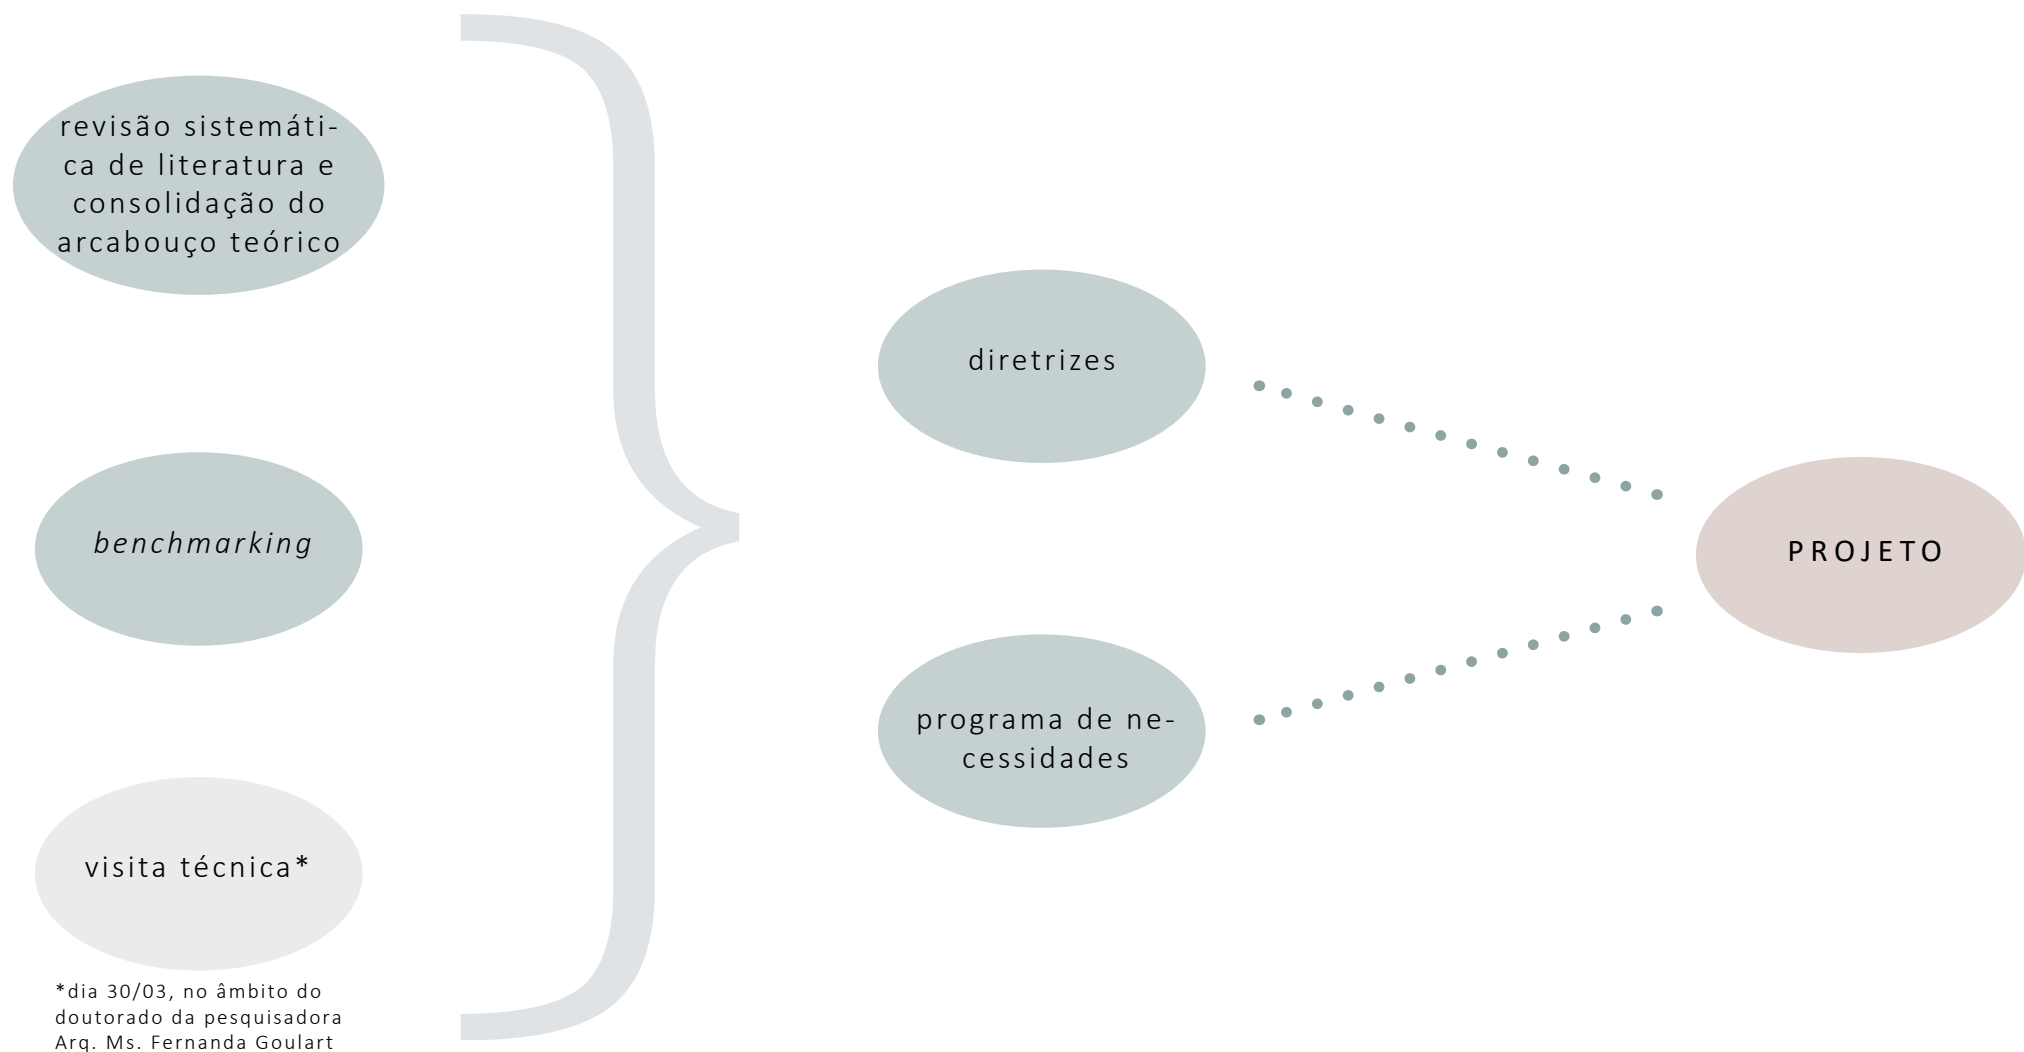 revisão sistemáti-
ca de literatura e
consolidação do
arcabouço teórico
benchmarking
visita técnica*
*dia 30/03, no âmbito do
doutorado da pesquisadora
Arq. Ms. Fernanda Goulart
diretrizes
programa de ne-
cessidades
PROJETO